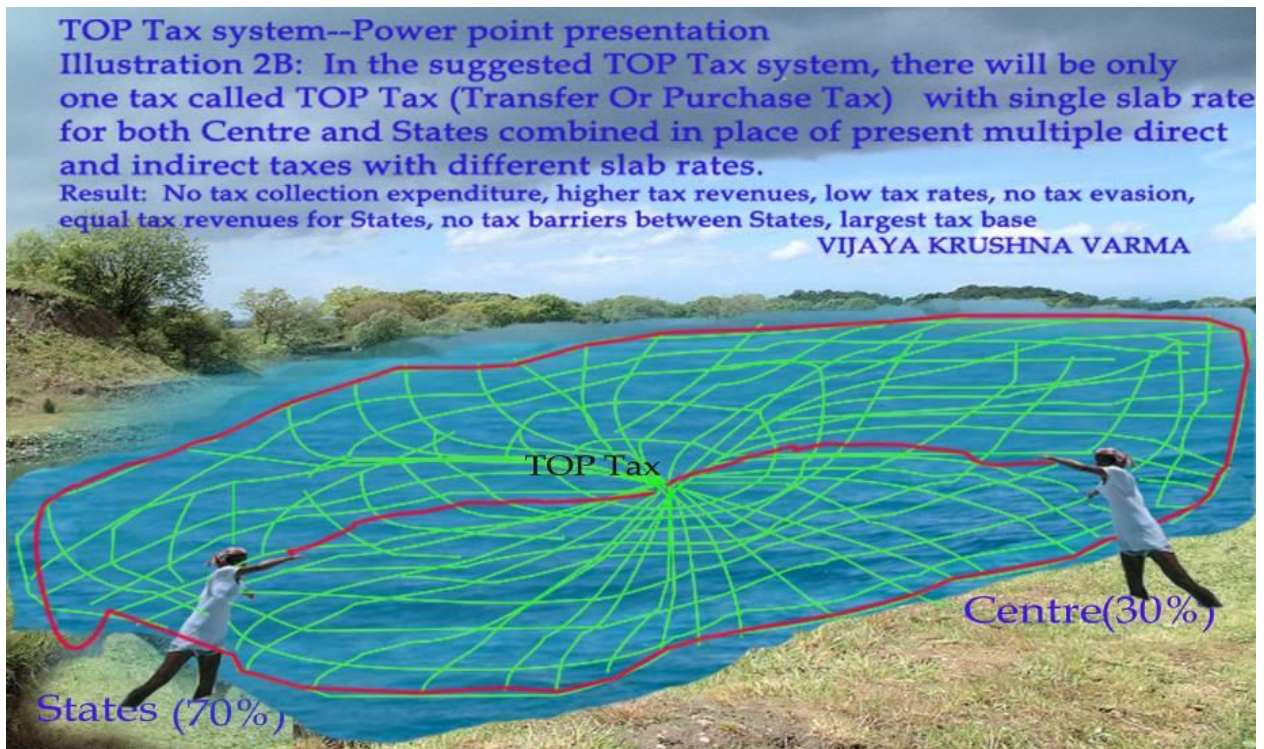 TOP Tax system--Power point presentation
Illustration 2B: In the suggested TOP Tax system, there will be only
one tax called TOP Tax (Transfer Or Purchase Tax) with single slab rate
for both Centre and States combined in place of present multiple direct
and indirect taxes with different slab rates.
Result: No tax collection expenditure, higher tax revenues, low tax rates, no tax evasion,
equal tax revenues for States, no tax barriers between States, largest tax base
VIJAYA KRUSHNA VARMA
TOP Tax
Centre(30%)
States (70%)